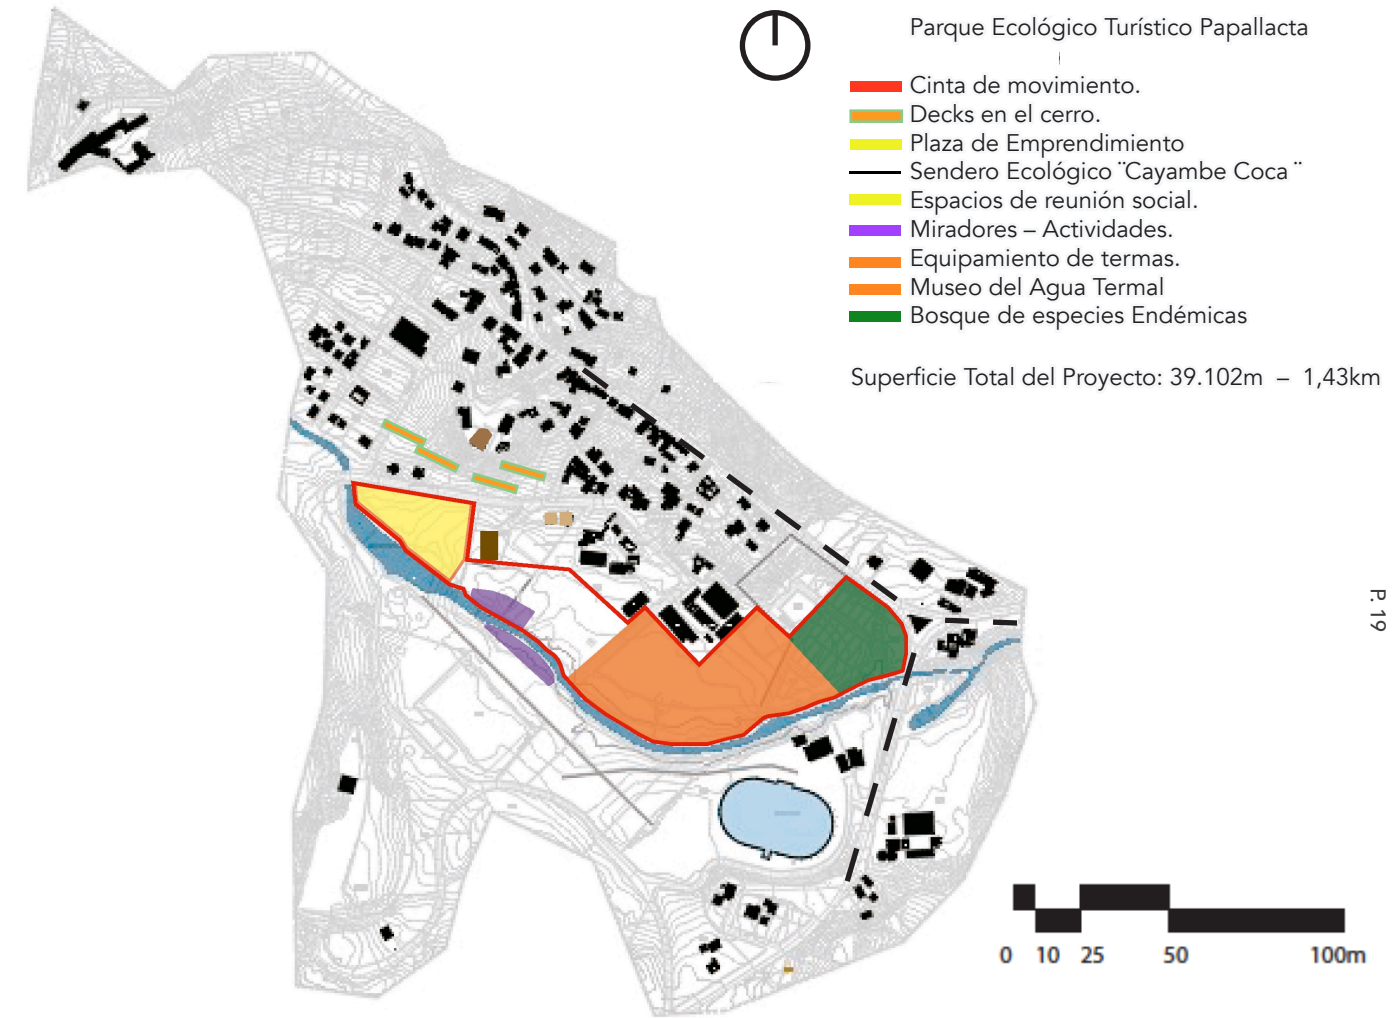 Parque Ecológico Turístico Papallacta
Cinta de movimiento.
Decks en el cerro.
Plaza de Emprendimiento
Sendero Ecológico ¨Cayambe Coca¨
Espacios de reunión social.
Miradores – Actividades.
Equipamiento de termas.
Museo del Agua Termal
Bosque de especies Endémicas
Superficie Total del Proyecto: 39.102m – 1,43km
P. 19
0 10 25 50 100m